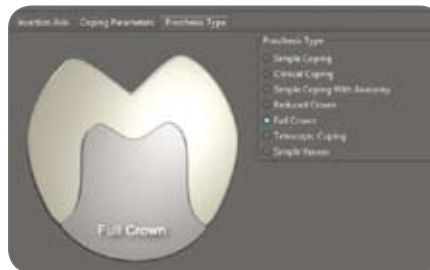 Insertion Axis Coping Parameters Prosthesis Type
Prosthesis Type
Simple Coping
Clinical Coping
Simple Coping With Anatomy
Reduced Crown
Full Crown
Telescopic Coping
Simple Veneer
Full Crown